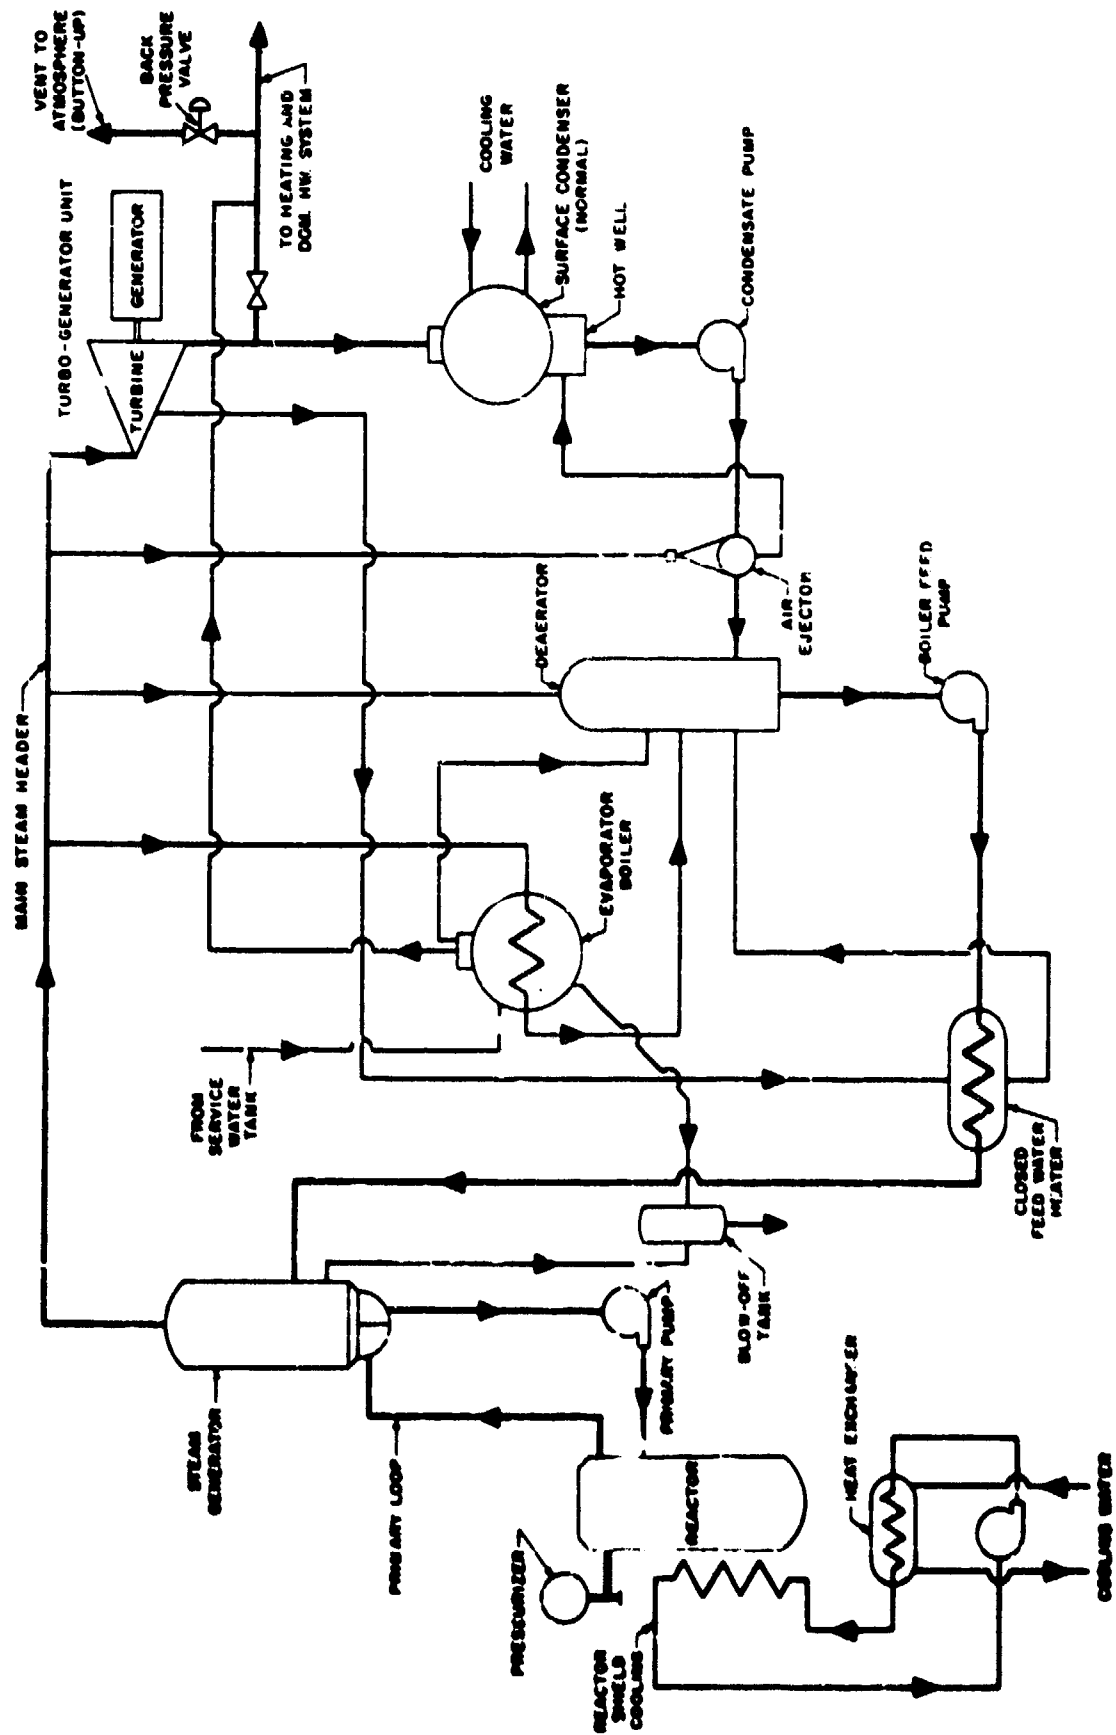 VENT TO
ATMOSPHERE
(BUTTON-UP)
BACK
PRESSURE
VALVE
TURBO-GENERATOR UNIT
GENERATOR
TURBINE
TO HEATING AND
DOM. HW. SYSTEM
COOLING
WATER
SURFACE CONDENSER
(NORMAL)
HOT WELL
CONDENSATE PUMP
MAIN STEAM HEADER
DEAERATOR
AIR
EJECTOR
BOILER FEED
PUMP
EVAPORATOR
BOILER
FROM
SERVICE
WATER
TANK
CLOSED
FEED WATER
HEATER
STEAM
GENERATOR
PRIMARY PUMP
BLOW-OFF
TANK
PRIMARY LOOP
REACTOR
HEAT EXCHANGER
PRESSURIZER
REACTOR
SHIELD
COOLING
COOLING WATER